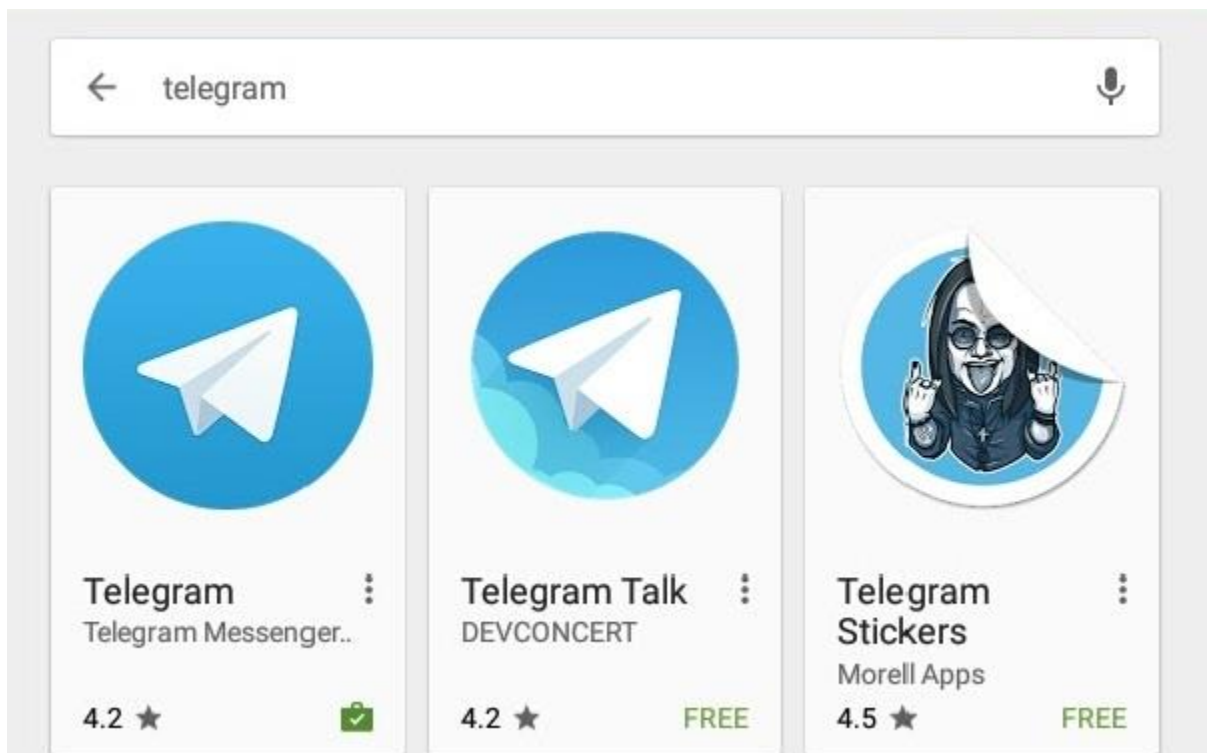 telegram
Telegram
Telegram Messenger..
4.2
Telegram Talk
DEVCONCERT
4.2
FREE
Telegram
Stickers
Morell Apps
4.5
FREE